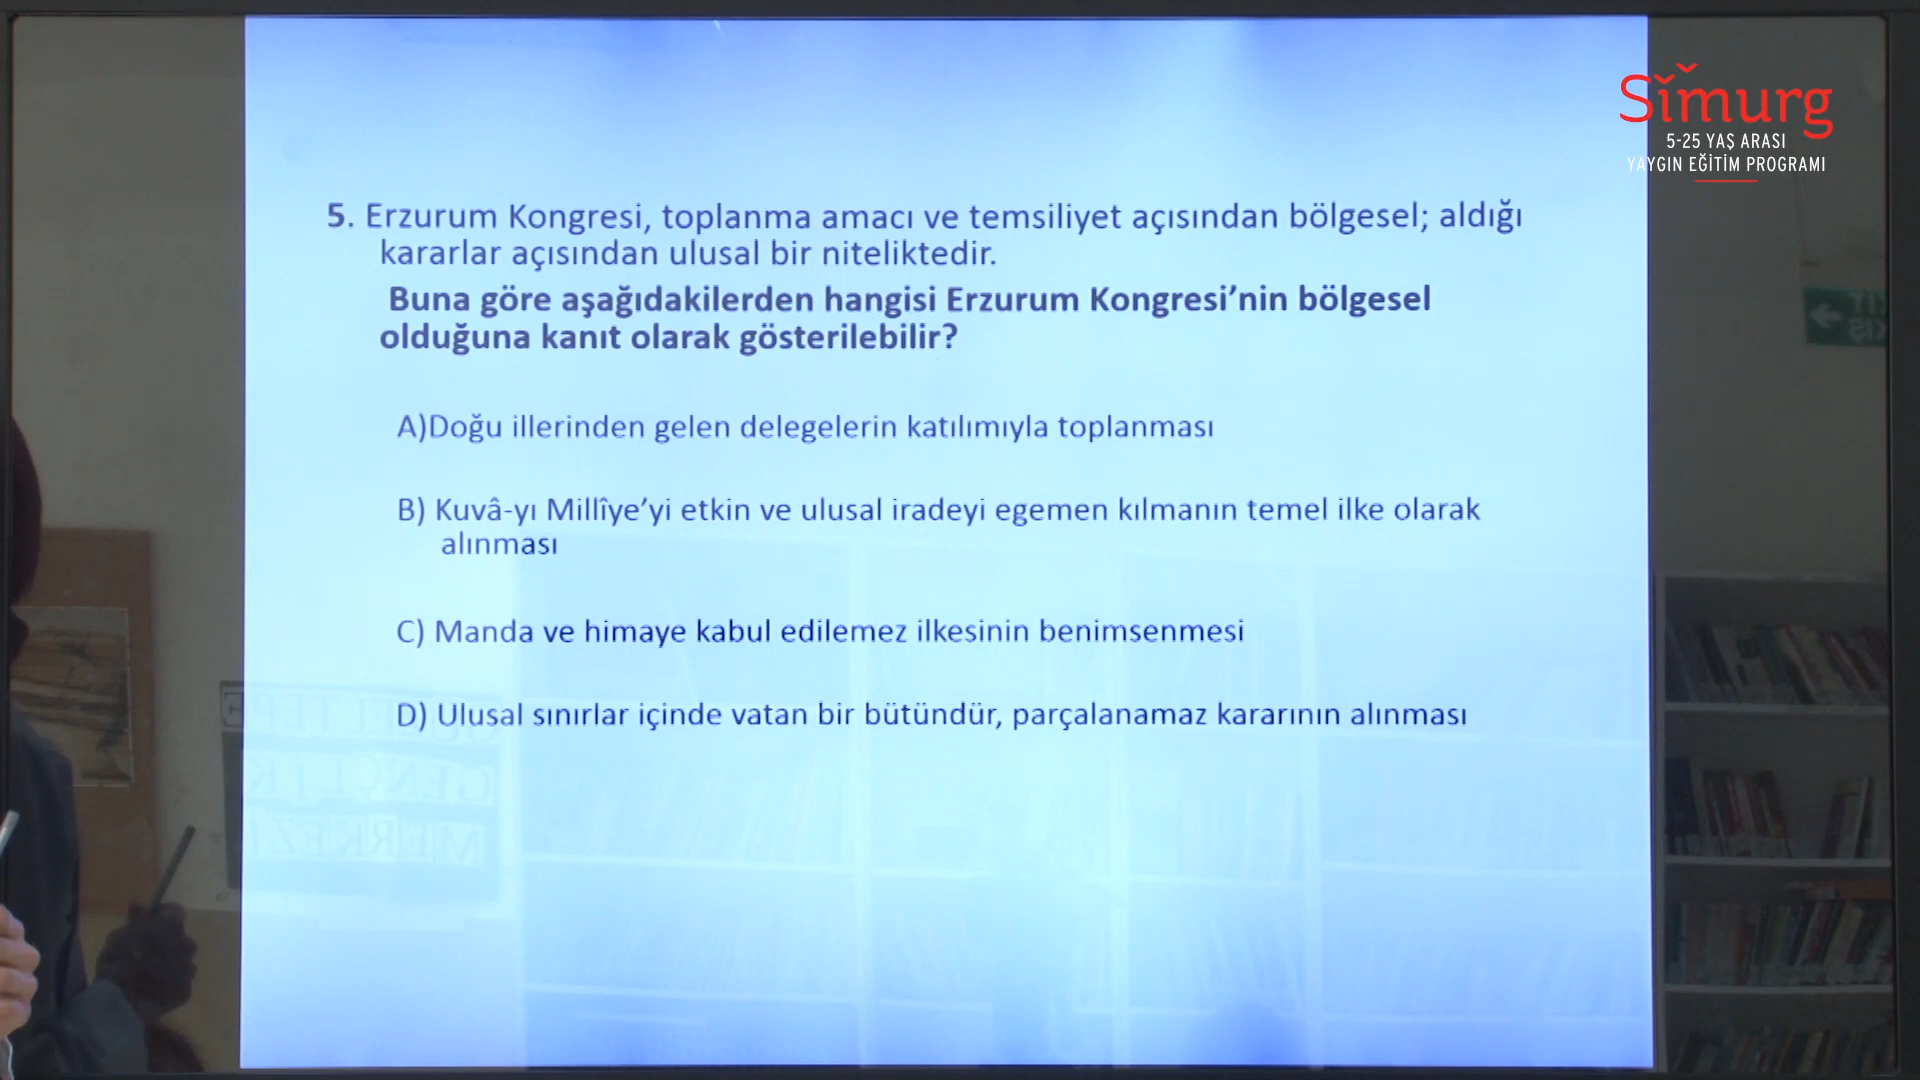 Simurg
5-25 YAŞ ARASI
YAYGIN EĞİTİM PROGRAMI
5. Erzurum Kongresi, toplanma amacı ve temsiliyet açısından bölgesel; aldığı
kararlar açısından ulusal bir niteliktedir.
Buna göre aşağıdakilerden hangisi Erzurum Kongresi’nin bölgesel
olduğuna kanıt olarak gösterilebilir?
A)Doğu illerinden gelen delegelerin katılımıyla toplanması
B) Kuvâ-yı Millîye’yi etkin ve ulusal iradeyi egemen kılmanın temel ilke olarak
alınması
C) Manda ve himaye kabul edilemez ilkesinin benimsenmesi
D) Ulusal sınırlar içinde vatan bir bütündür, parçalanamaz kararının alınması
GENÇLİK
MERKEZİ